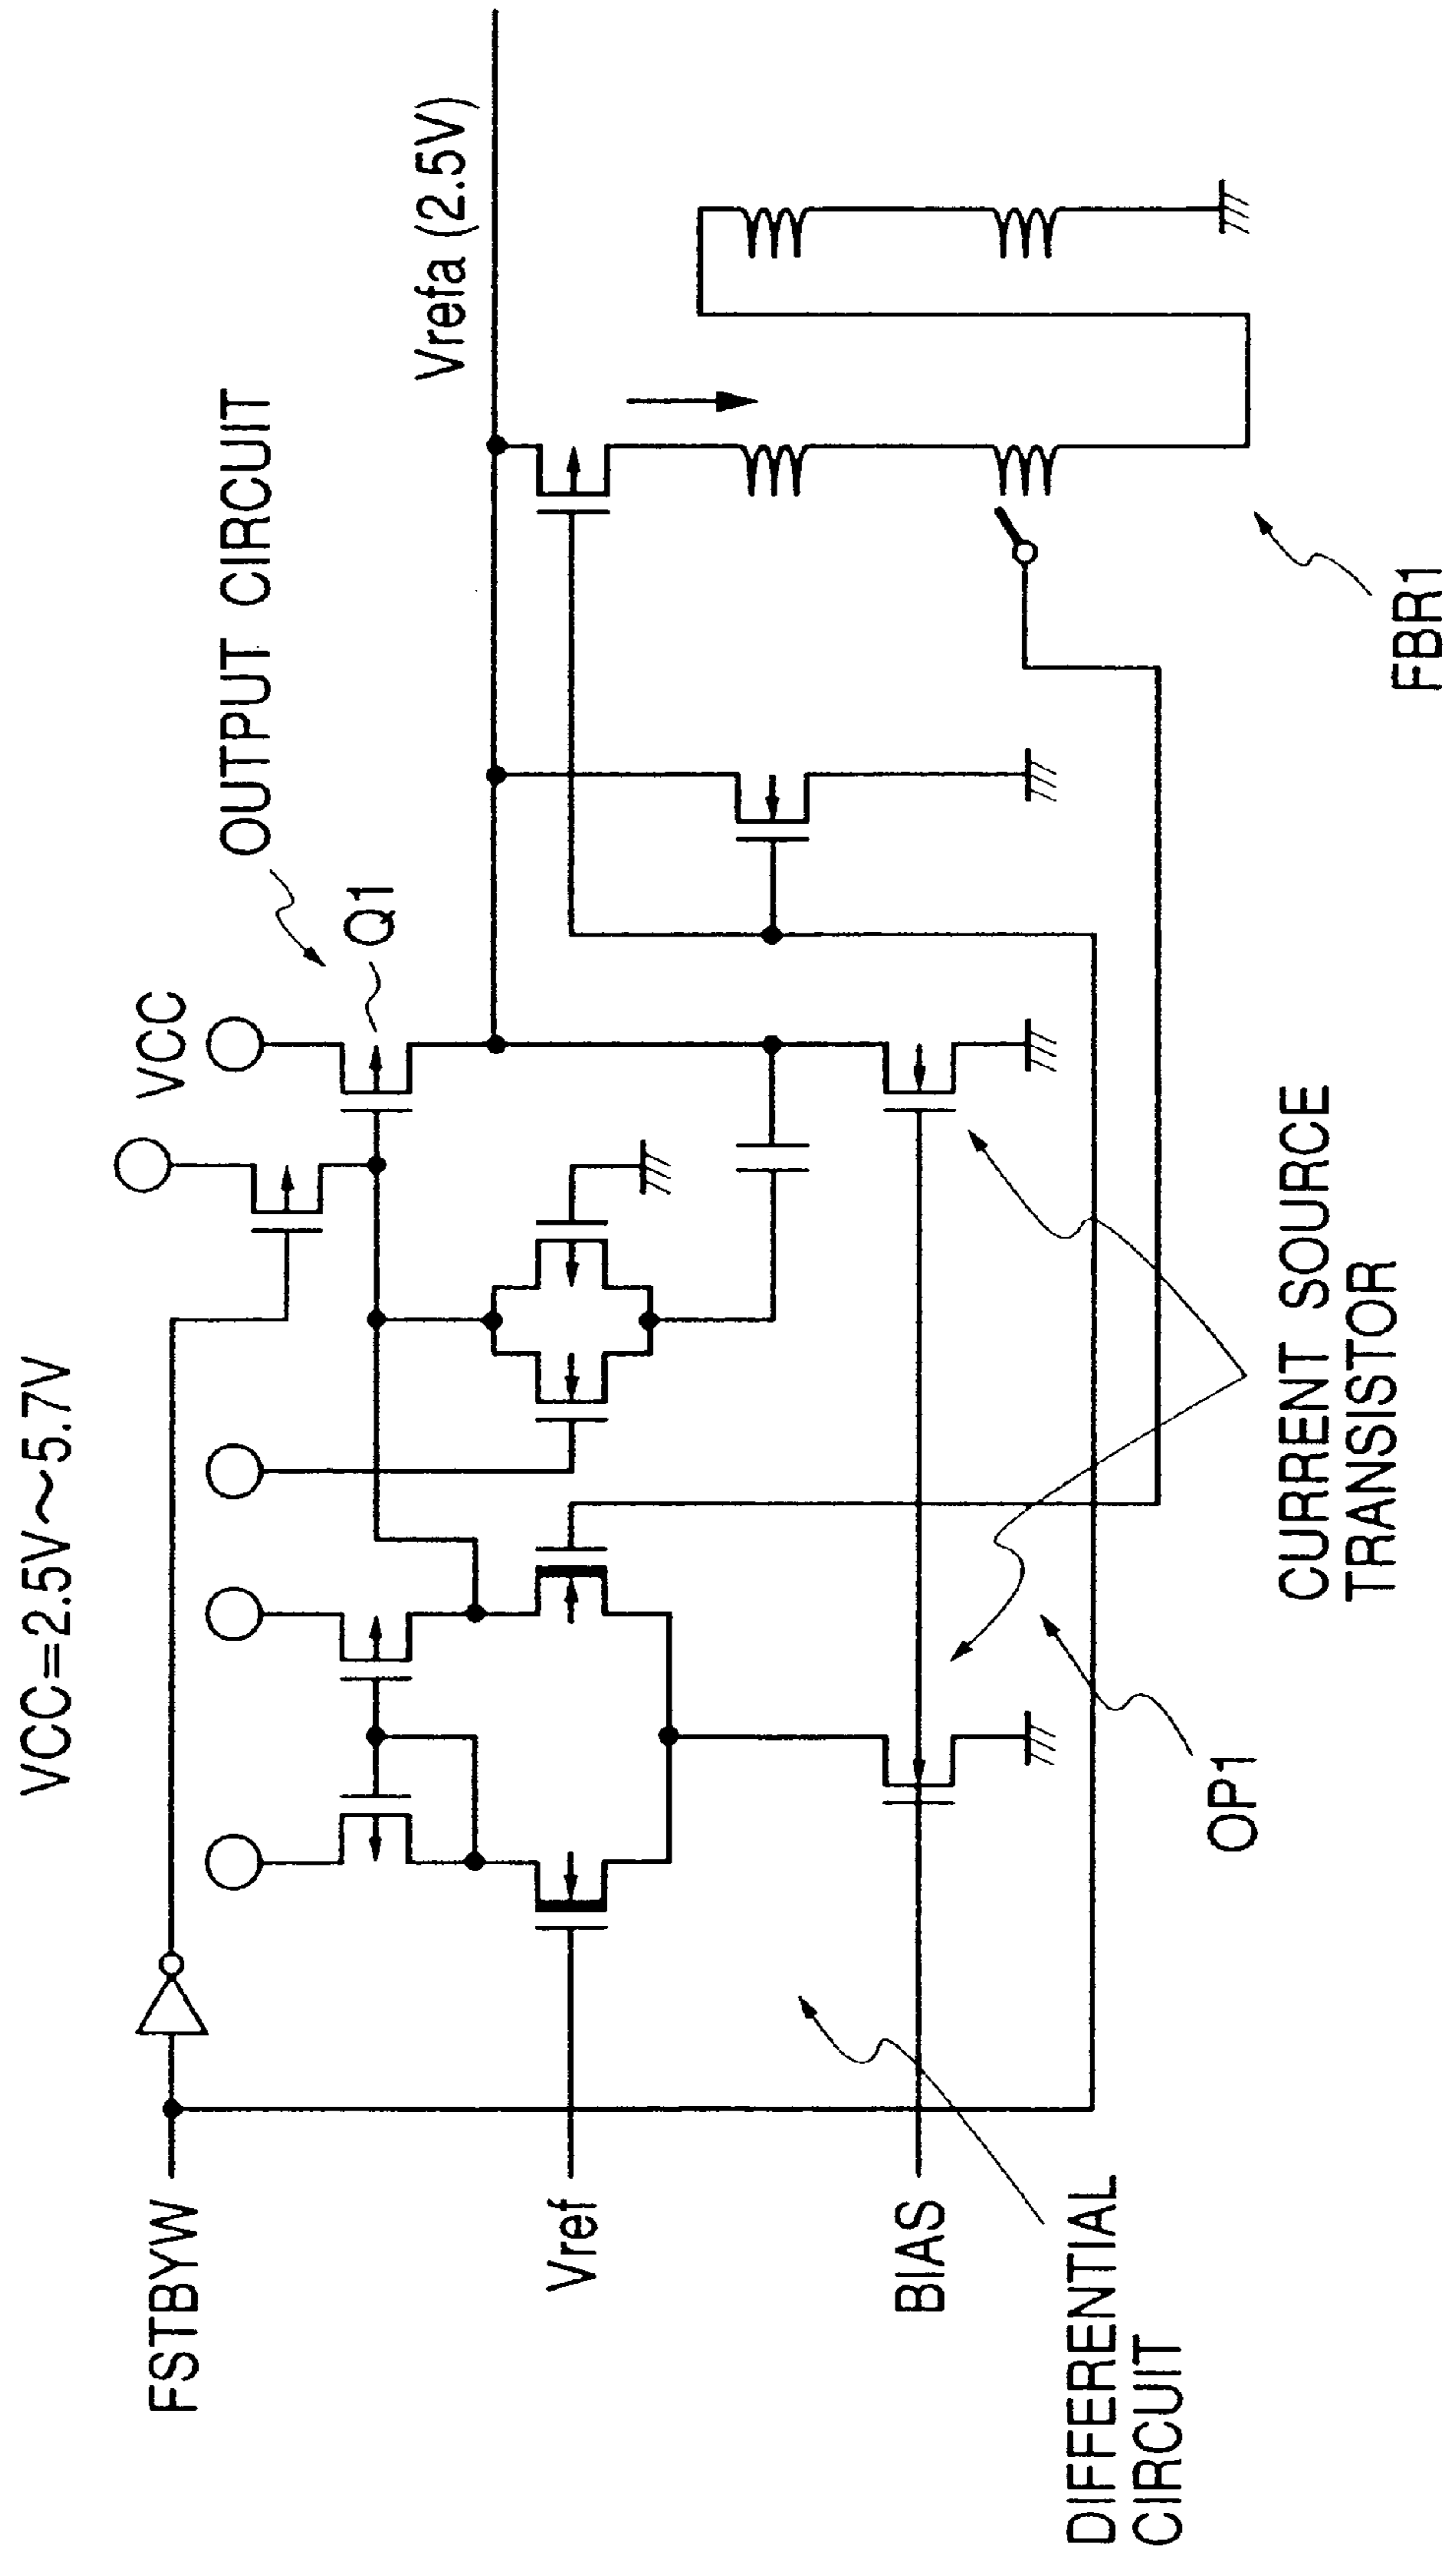 VCC=2.5V~5.7V
VCC
OUTPUT CIRCUIT
Q1
Vrefa (2.5V)
FSTBYW
Vref
BIAS
DIFFERENTIAL
CIRCUIT
OP1
CURRENT SOURCE
TRANSISTOR
FBR1